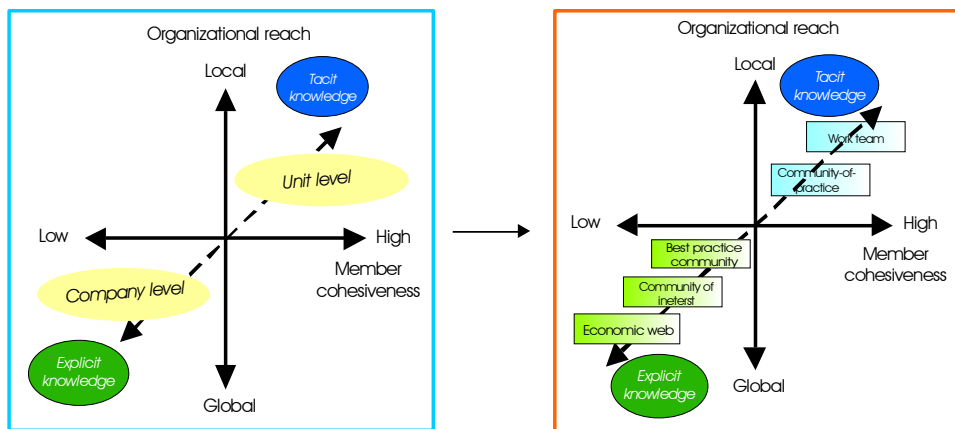 Organizational reach
Local
Tacit
knowledge
Unit level
Low
High
Member
cohesiveness
Company level
Explicit
knowledge
Global
Organizational reach
Local
Tacit
knowledge
Work team
Community-of-
practice
Low
High
Member
cohesiveness
Best practice
community
Community of
ineterst
Economic web
Explicit
knowledge
Global